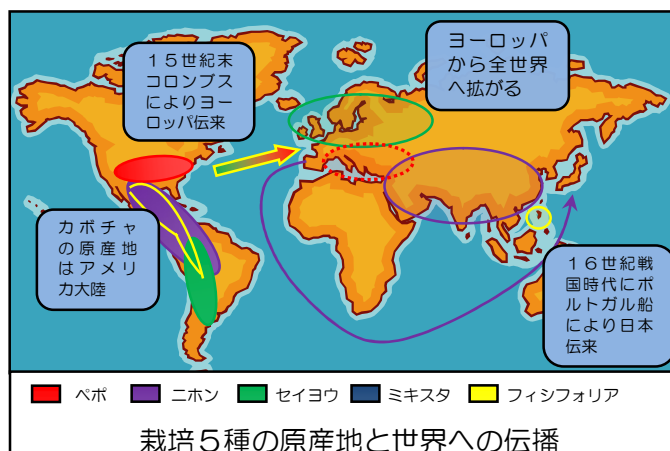 １５世紀末
コロンブス
によりヨー
ロッパ伝来
ヨーロッパ
から全世界
へ拡がる
カボチャ
の原産地
はアメリ
カ大陸
１６世紀戦
国時代にポ
ルトガル船
により日本
伝来
ペポ ニホン セイヨウ ミキスタ フィシフォリア
栽培５種の原産地と世界への伝播